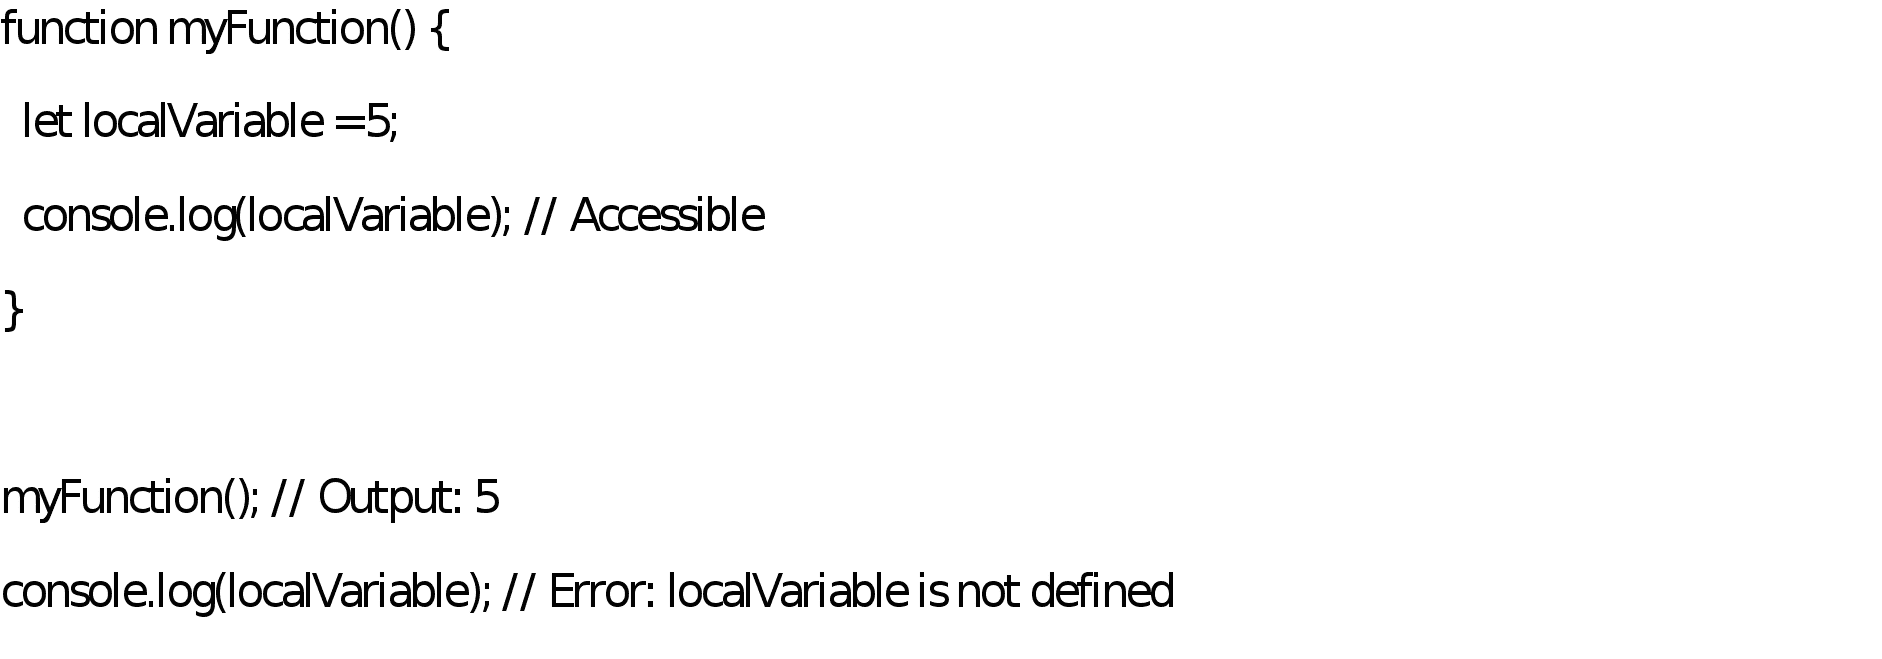 function myFunction() {
  let localVariable = 5;
  console.log(localVariable); // Accessible
}
myFunction(); // Output: 5
console.log(localVariable); // Error: localVariable is not defined